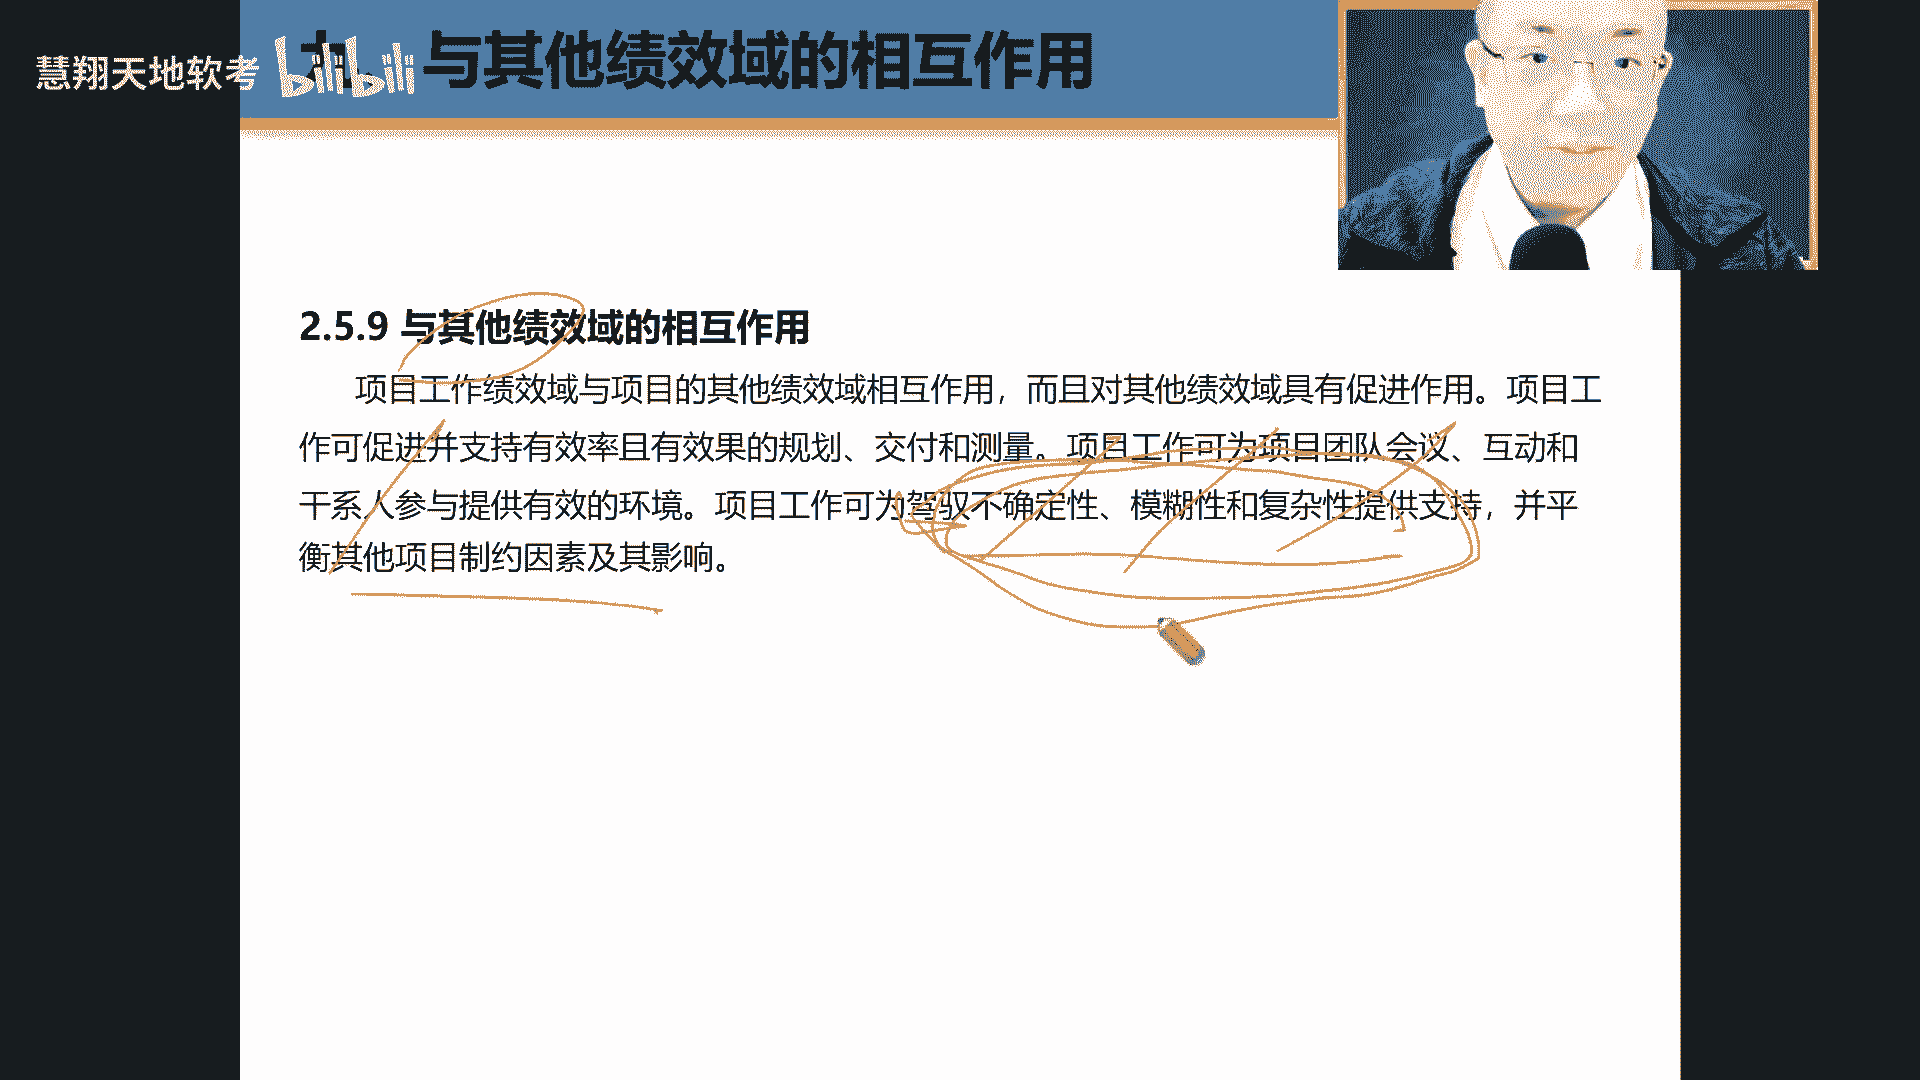 慧翔天地软考
bilibili
与其他绩效域的相互作用
2.5.9 与其他绩效域的相互作用
项目工作绩效域与项目的其他绩效域相互作用，而且对其他绩效域具有促进作用。项目工
作可促进并支持有效率且有效果的规划、交付和测量。项目工作可为项目团队会议、互动和
干系人参与提供有效的环境。项目工作可为驾驭不确定性、模糊性和复杂性提供支持，并平
衡其他项目制约因素及其影响。